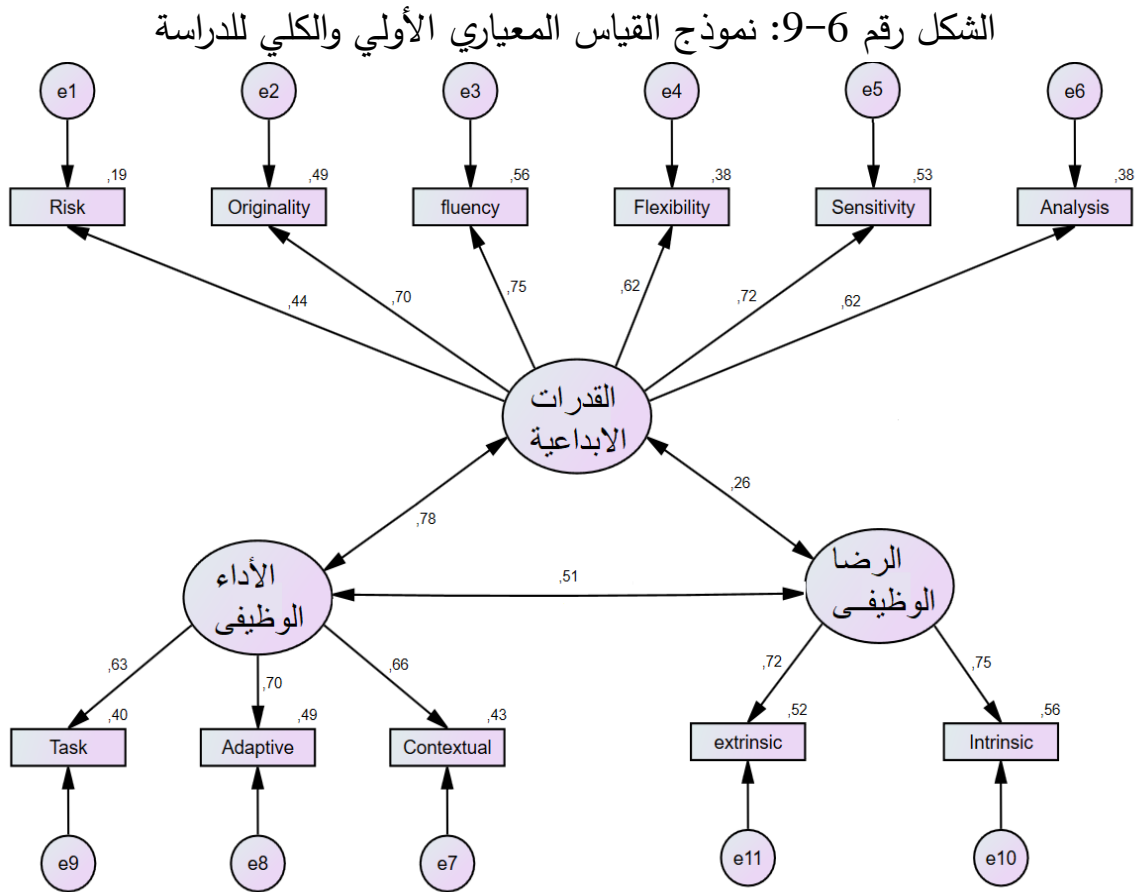 الشكل رقم 6-9: نموذج القياس المعياري الأولي والكلي للدراسة
e1 e2 e3 e4 e5 e6
,19 ,49 ,56 ,38 ,53 ,38
Risk Originality fluency Flexibility Sensitivity Analysis
,44 ,70 ,75 ,62 ,72 ,62
القدرات
الابداعية
,78 ,26
الأداء
الوظيفى
,51
الرضا
الوظيفــى
,63 ,70 ,66 ,72 ,75
,40 ,49 ,43 ,52 ,56
Task Adaptive Contextual extrinsic Intrinsic
e9 e8 e7 e11 e10